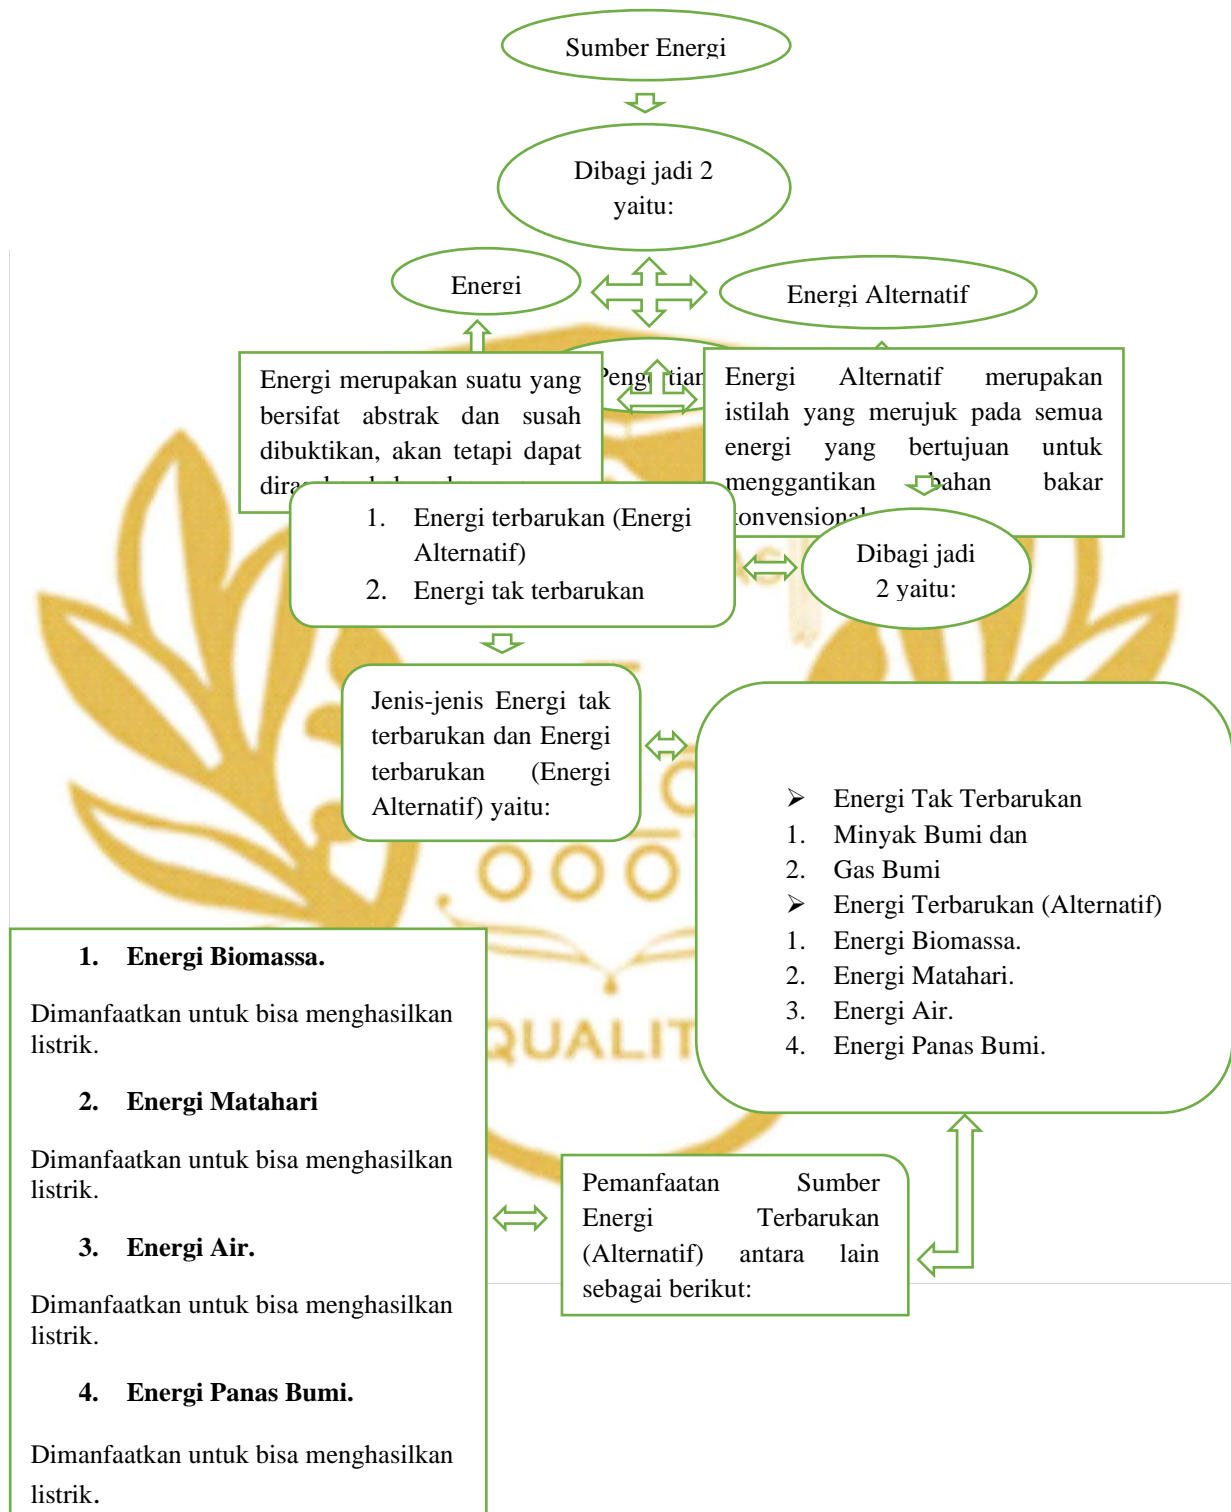 Sumber Energi
Dibagi jadi 2
yaitu:
Energi
Energi Alternatif
Pengertian
Energi merupakan suatu yang
bersifat abstrak dan susah
dibuktikan, akan tetapi dapat
Energi Alternatif merupakan
istilah yang merujuk pada semua
energi yang bertujuan untuk
menggantikan bahan bakar
konvensional
1. Energi terbarukan (Energi
Alternatif)
2. Energi tak terbarukan
Dibagi jadi
2 yaitu:
Jenis-jenis Energi tak
terbarukan dan Energi
terbarukan (Energi
Alternatif) yaitu:
➢ Energi Tak Terbarukan
1. Minyak Bumi dan
2. Gas Bumi
➢ Energi Terbarukan (Alternatif)
1. Energi Biomassa.
2. Energi Matahari.
3. Energi Air.
4. Energi Panas Bumi.
Pemanfaatan Sumber
Energi Terbarukan
(Alternatif) antara lain
sebagai berikut:
1. Energi Biomassa.
Dimanfaatkan untuk bisa menghasilkan
listrik.
2. Energi Matahari
Dimanfaatkan untuk bisa menghasilkan
listrik.
3. Energi Air.
Dimanfaatkan untuk bisa menghasilkan
listrik.
4. Energi Panas Bumi.
Dimanfaatkan untuk bisa menghasilkan
listrik.
QUALIT